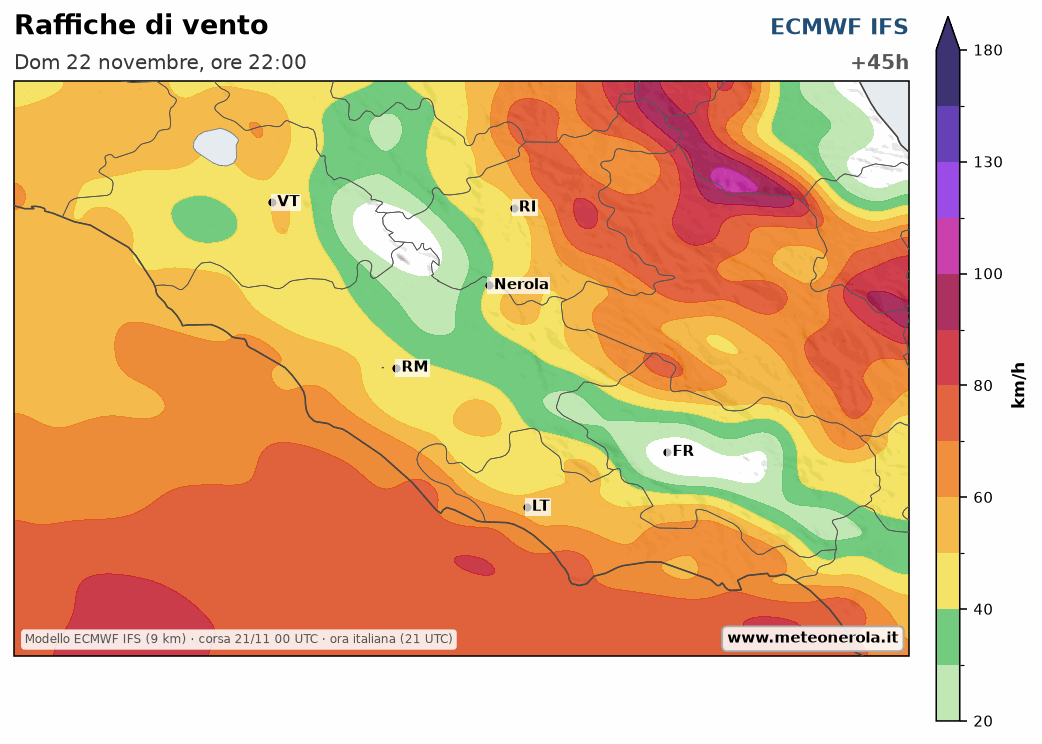 Raffiche di vento
ECMWF IFS
Dom 22 novembre, ore 22:00
+45h
180
130
100
80
60
40
20
km/h
VT
RI
Nerola
RM
FR
LT
Modello ECMWF IFS (9 km) · corsa 21/11 00 UTC · ora italiana (21 UTC)
www.meteonerola.it